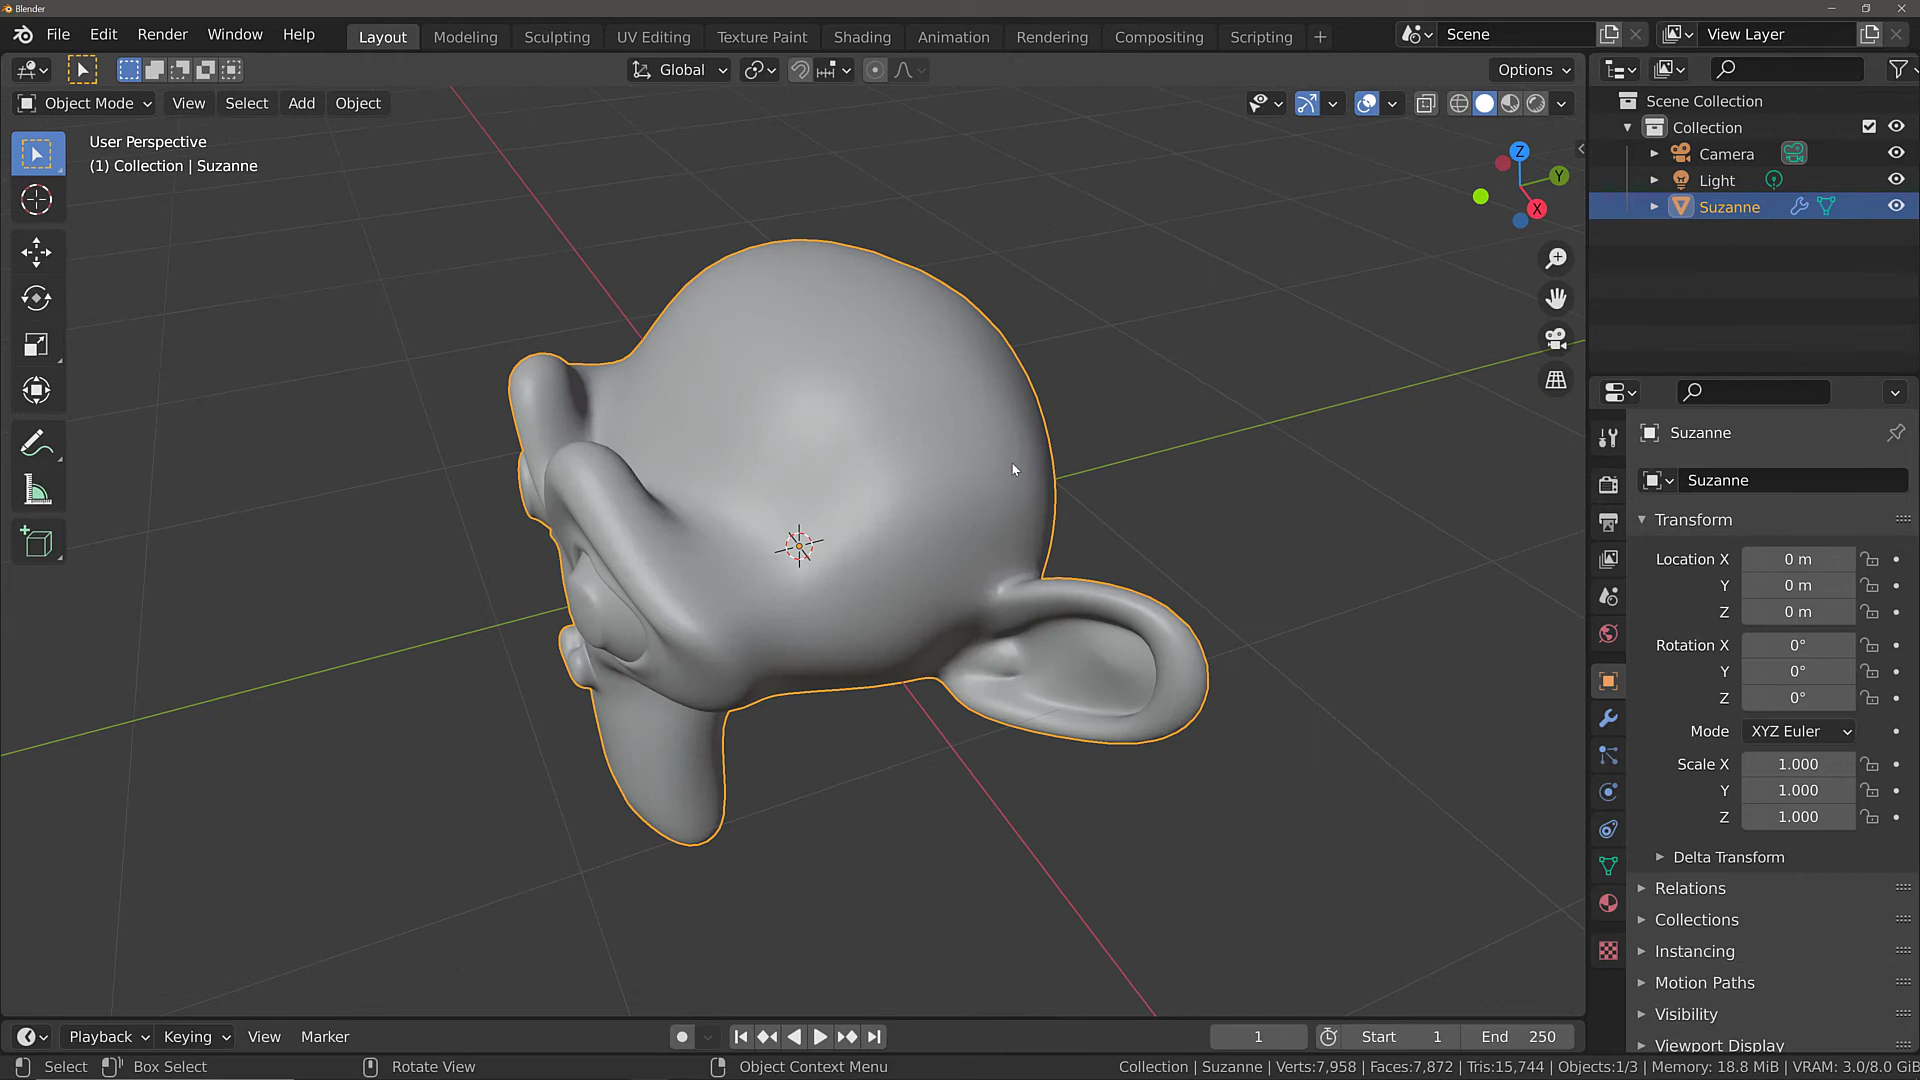 Blender
File Edit Render Window Help Layout Modeling Sculpting UV Editing Texture Paint Shading Animation Rendering Compositing Scripting + Scene View Layer
Global Options
Object Mode View Select Add Object
User Perspective
(1) Collection | Suzanne
Z
Y
X
Scene Collection
Collection
Camera
Light
Suzanne
Suzanne
Suzanne
Transform
Location X 0 m
Y 0 m
Z 0 m
Rotation X 0°
Y 0°
Z 0°
Mode XYZ Euler
Scale X 1.000
Y 1.000
Z 1.000
Delta Transform
Relations
Collections
Instancing
Motion Paths
Visibility
Viewport Display
Playback Keying View Marker 1 Start 1 End 250
Select Box Select Rotate View Object Context Menu Collection | Suzanne | Verts:7,958 | Faces:7,872 | Tris:15,744 | Objects:1/3 | Memory: 18.8 MiB | VRAM: 3.0/8.0 GiB